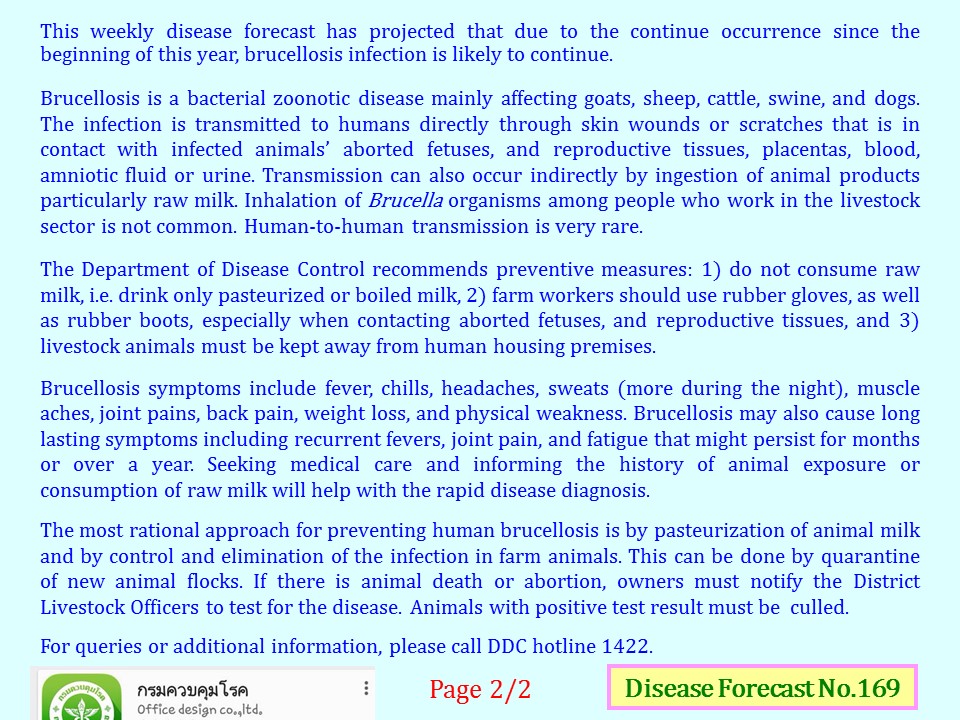 This weekly disease forecast has projected that due to the continue occurrence since the
beginning of this year, brucellosis infection is likely to continue.
Brucellosis is a bacterial zoonotic disease mainly affecting goats, sheep, cattle, swine, and dogs.
The infection is transmitted to humans directly through skin wounds or scratches that is in
contact with infected animals’ aborted fetuses, and reproductive tissues, placentas, blood,
amniotic fluid or urine. Transmission can also occur indirectly by ingestion of animal products
particularly raw milk. Inhalation of Brucella organisms among people who work in the livestock
sector is not common. Human-to-human transmission is very rare.
The Department of Disease Control recommends preventive measures: 1) do not consume raw
milk, i.e. drink only pasteurized or boiled milk, 2) farm workers should use rubber gloves, as well
as rubber boots, especially when contacting aborted fetuses, and reproductive tissues, and 3)
livestock animals must be kept away from human housing premises.
Brucellosis symptoms include fever, chills, headaches, sweats (more during the night), muscle
aches, joint pains, back pain, weight loss, and physical weakness. Brucellosis may also cause long
lasting symptoms including recurrent fevers, joint pain, and fatigue that might persist for months
or over a year. Seeking medical care and informing the history of animal exposure or
consumption of raw milk will help with the rapid disease diagnosis.
The most rational approach for preventing human brucellosis is by pasteurization of animal milk
and by control and elimination of the infection in farm animals. This can be done by quarantine
of new animal flocks. If there is animal death or abortion, owners must notify the District
Livestock Officers to test for the disease. Animals with positive test result must be culled.
For queries or additional information, please call DDC hotline 1422.
กรมควบคุมโรค
กรมควบคุมโรค
Office design co.,ltd.
Page 2/2
Disease Forecast No.169